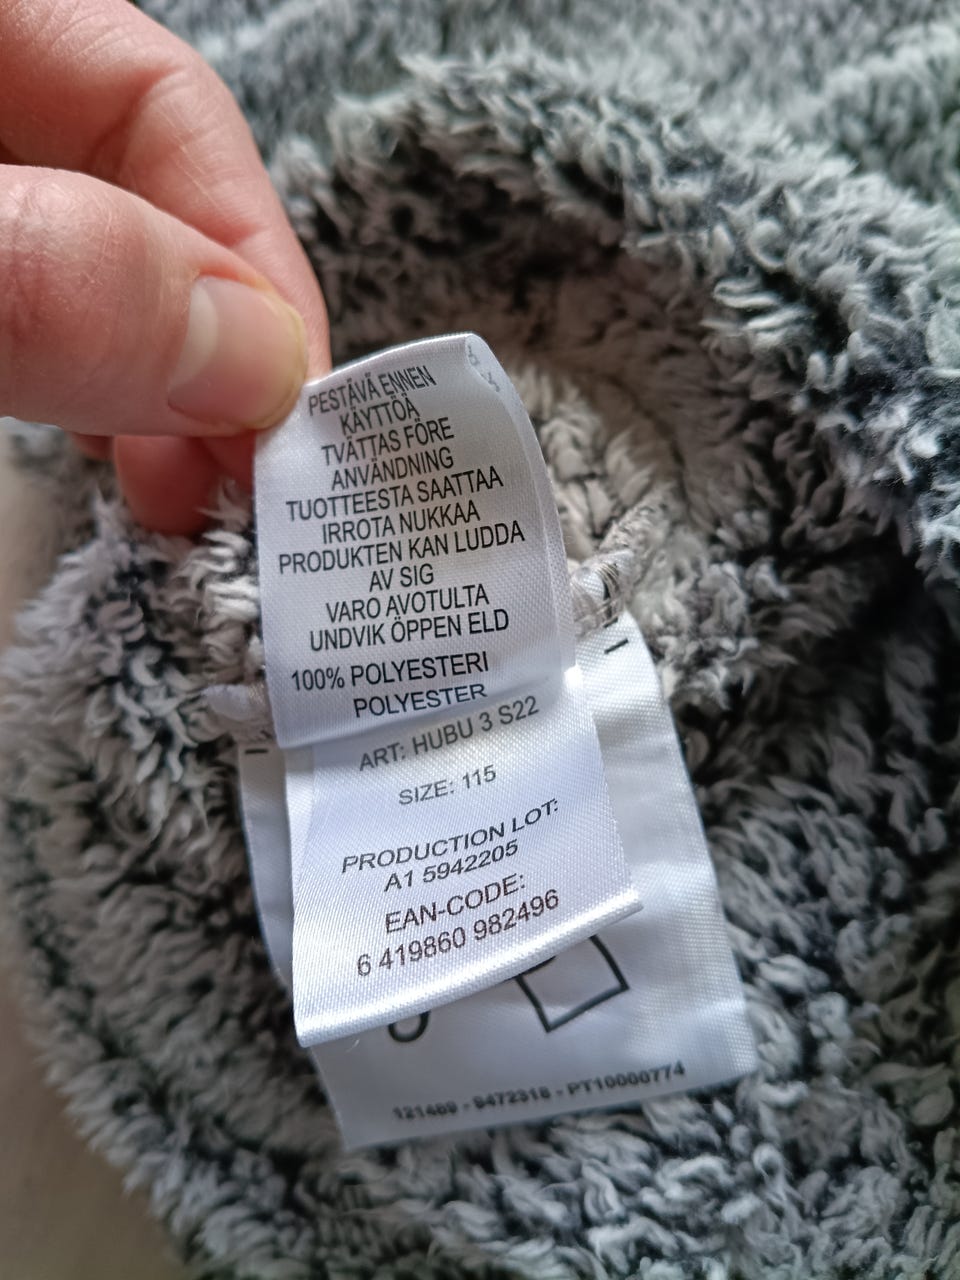 PESTÄVÄ ENNEN
KÄYTTÖÄ
TVÄTTAS FÖRE
ANVÄNDNING
TUOTTEESTA SAATTAA
IRROTA NUKKAA
PRODUKTEN KAN LUDDA
AV SIG
VARO AVOTULTA
UNDVIK ÖPPEN ELD
100% POLYESTERI
POLYESTER
ART: HUBU 3 S22
SIZE: 115
PRODUCTION LOT:
A1 5942205
EAN-CODE:
6 419860 982496
121469 - 9472318 - PT10000774